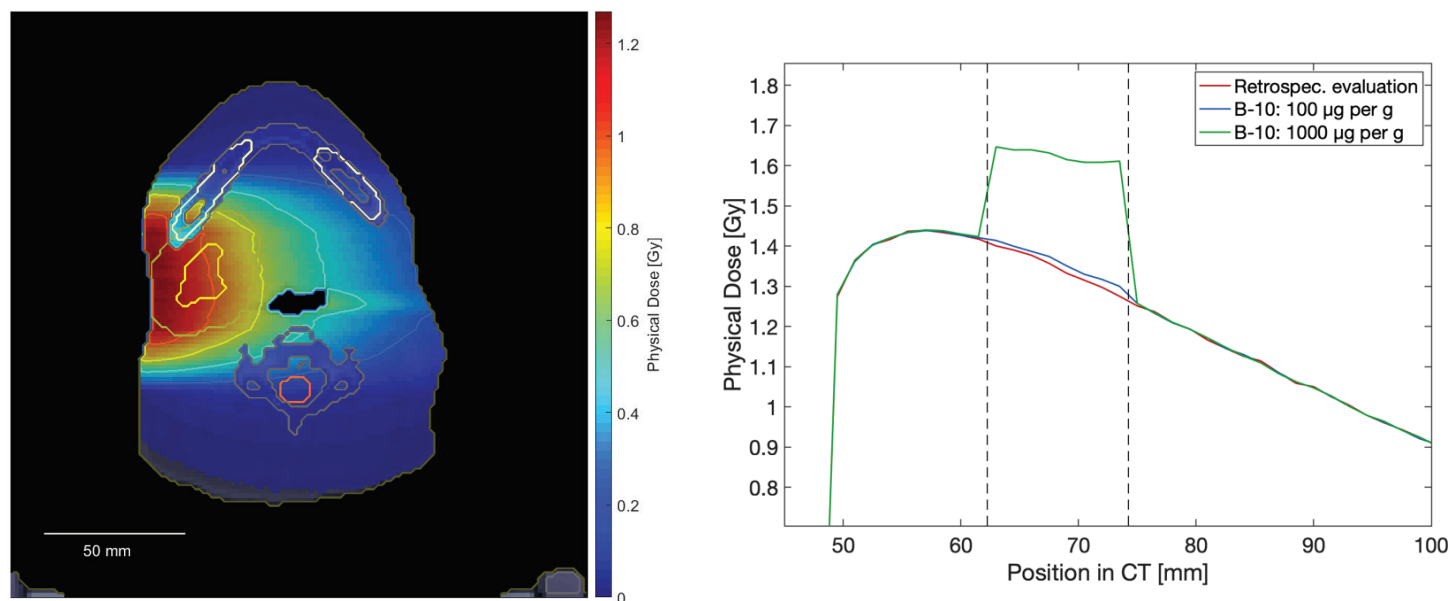 1.2
1
0.8
0.6
0.4
0.2
0
Physical Dose [Gy]
50 mm
1.8
1.7
1.6
1.5
1.4
1.3
1.2
1.1
1
0.9
0.8
Physical Dose [Gy]
Retrospec. evaluation
B-10: 100 µg per g
B-10: 1000 µg per g
50 60 70 80 90 100
Position in CT [mm]